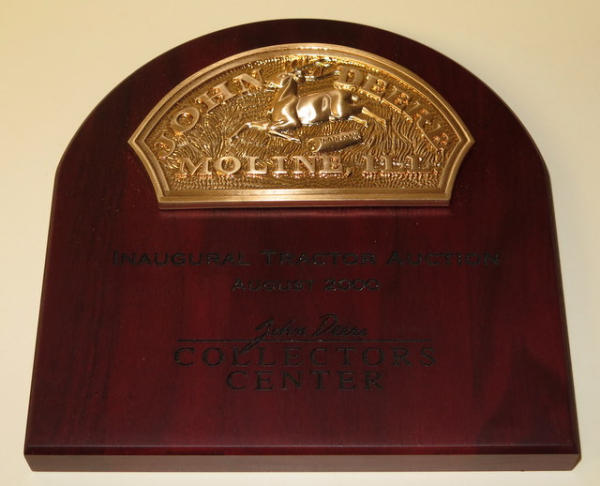 JOHN DEERE
MOLINE, ILL.
INAUGURAL TRACTOR AUCTION
AUGUST 2000
John Deere
COLLECTORS
CENTER